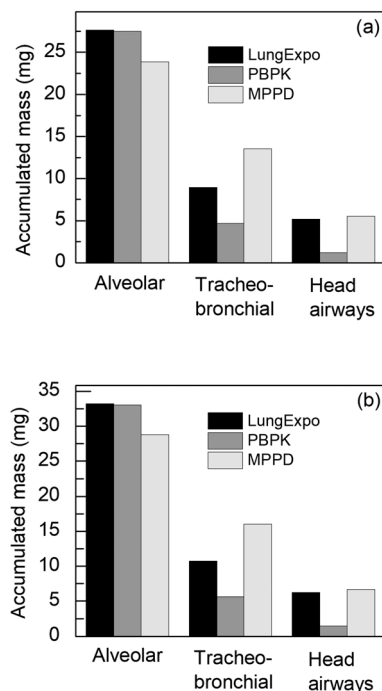 (a)
Accumulated mass (mg)
25
20
15
10
5
0
LungExpo
PBPK
MPPD
Alveolar
Tracheo-
bronchial
Head
airways
(b)
Accumulated mass (mg)
35
30
25
20
15
10
5
0
LungExpo
PBPK
MPPD
Alveolar
Tracheo-
bronchial
Head
airways